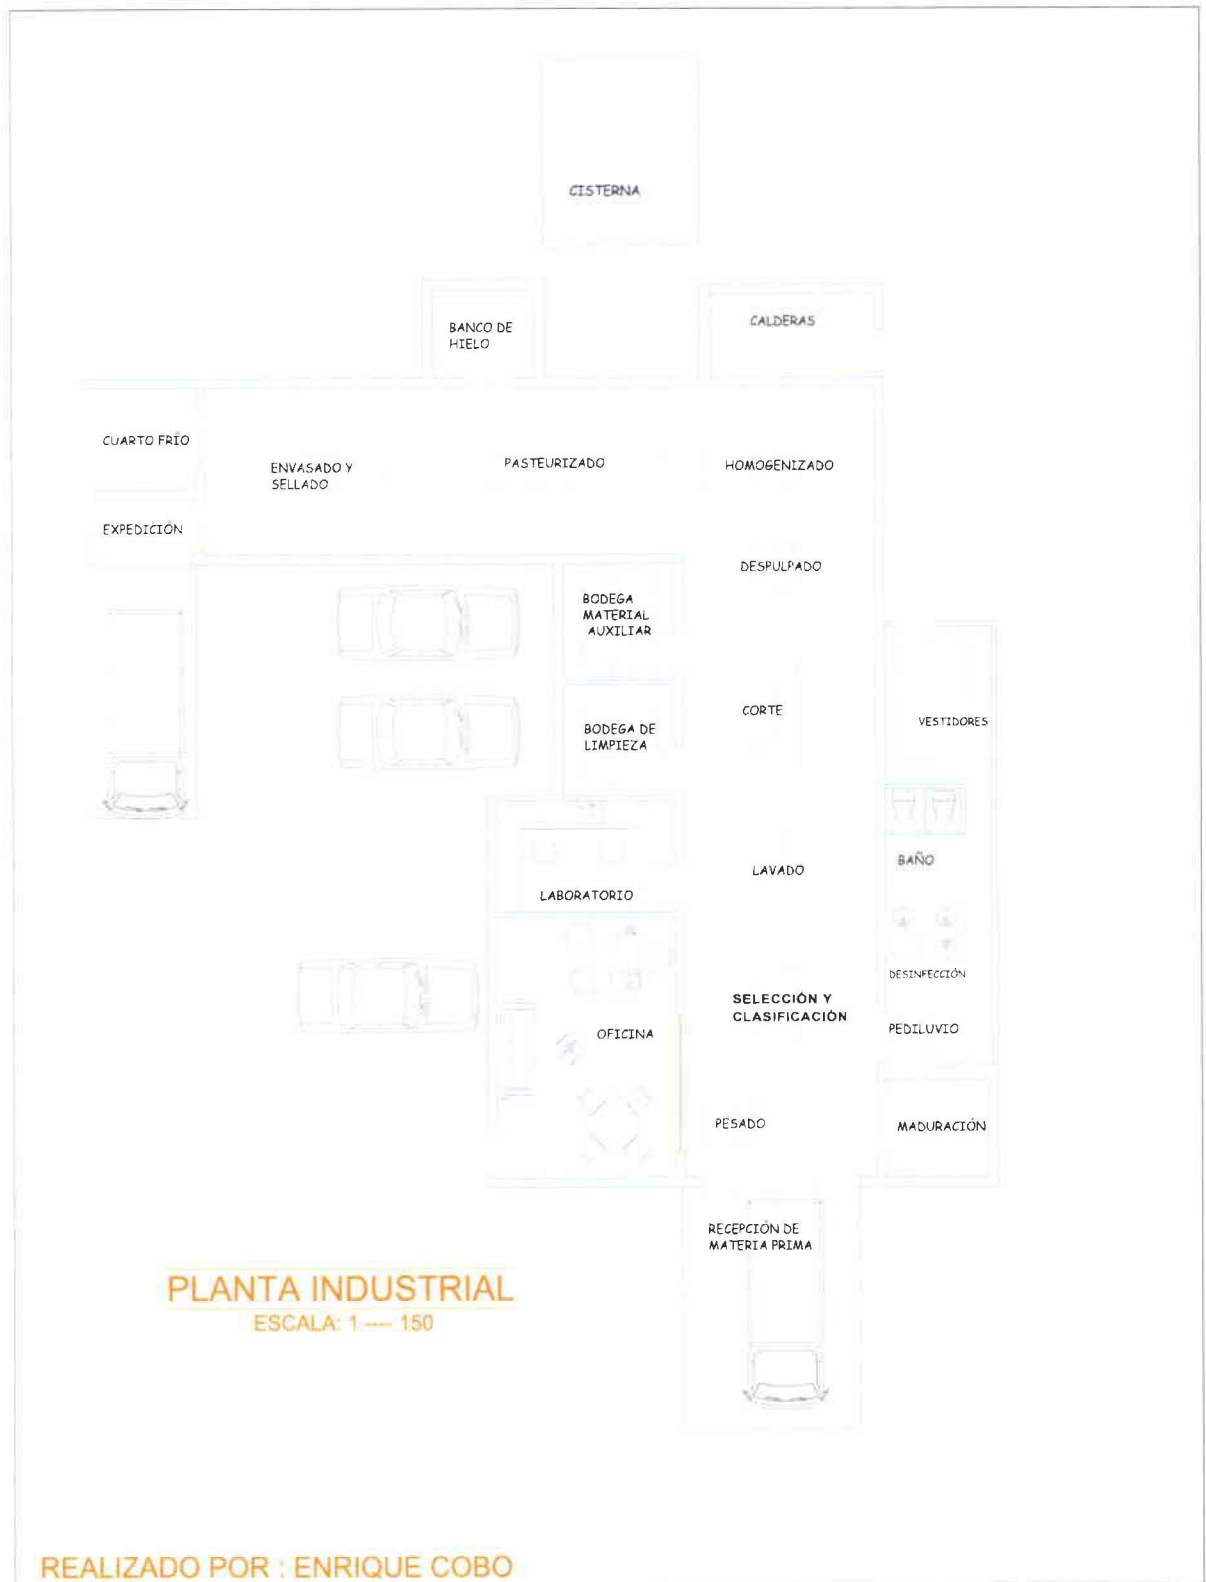 CISTERNA
BANCO DE
HIELO
CALDERAS
CUARTO FRÍO
ENVASADO Y
SELLADO
PASTEURIZADO
HOMOGENIZADO
EXPEDICIÓN
DESPULPADO
BODEGA
MATERIAL
AUXILIAR
CORTE
VESTIDORES
BODEGA DE
LIMPIEZA
BAÑO
LAVADO
LABORATORIO
DESINFECCIÓN
SELECCIÓN Y
CLASIFICACIÓN
PEDILUVIO
OFICINA
PESADO
MADURACIÓN
RECEPCIÓN DE
MATERIA PRIMA
PLANTA INDUSTRIAL
ESCALA: 1 ---- 150
REALIZADO POR : ENRIQUE COBO